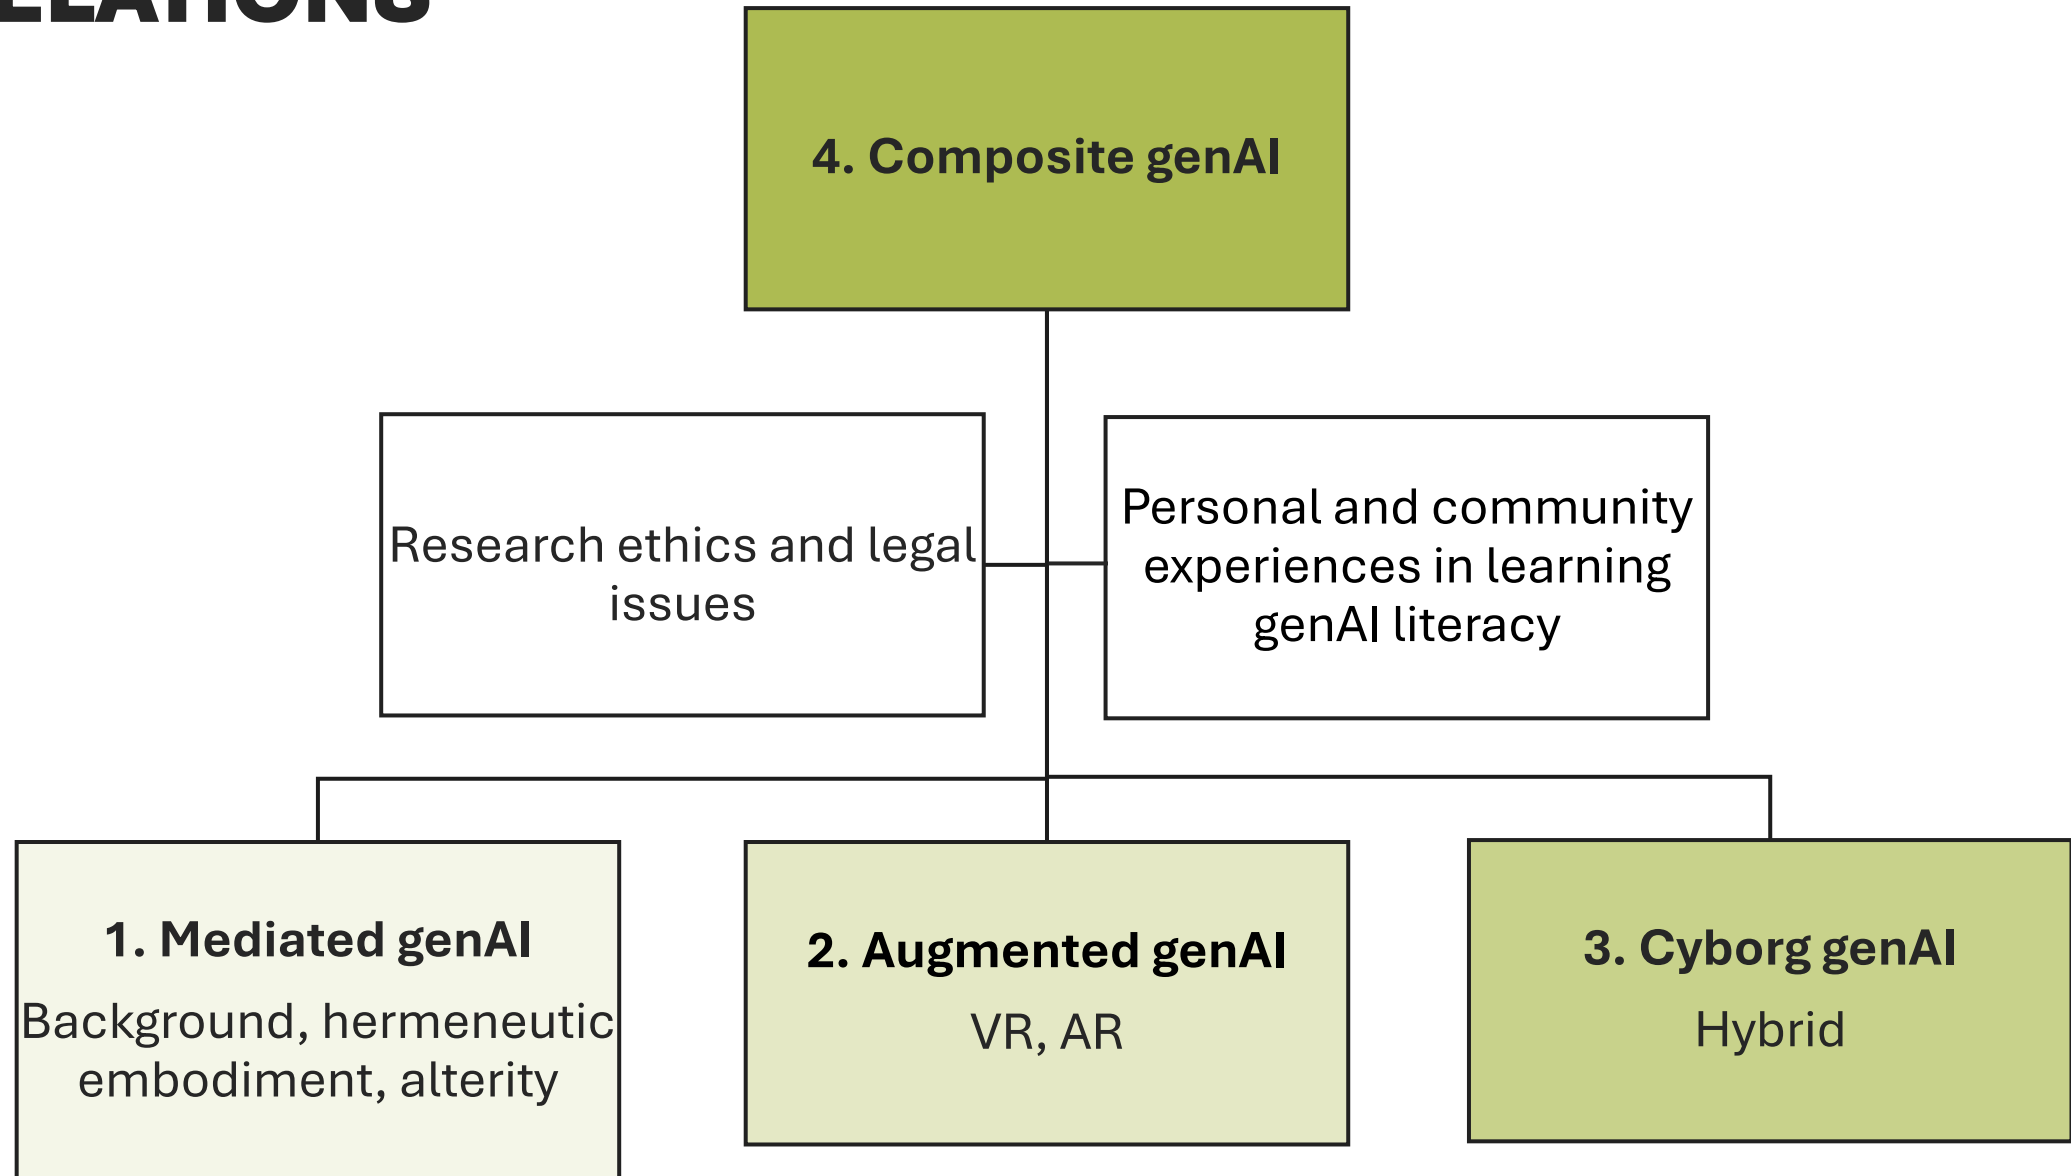 ELATIONS
4. Composite genAI
Research ethics and legal
issues
Personal and community
experiences in learning
genAI literacy
1. Mediated genAI
Background, hermeneutic
embodiment, alterity
2. Augmented genAI
VR, AR
3. Cyborg genAI
Hybrid